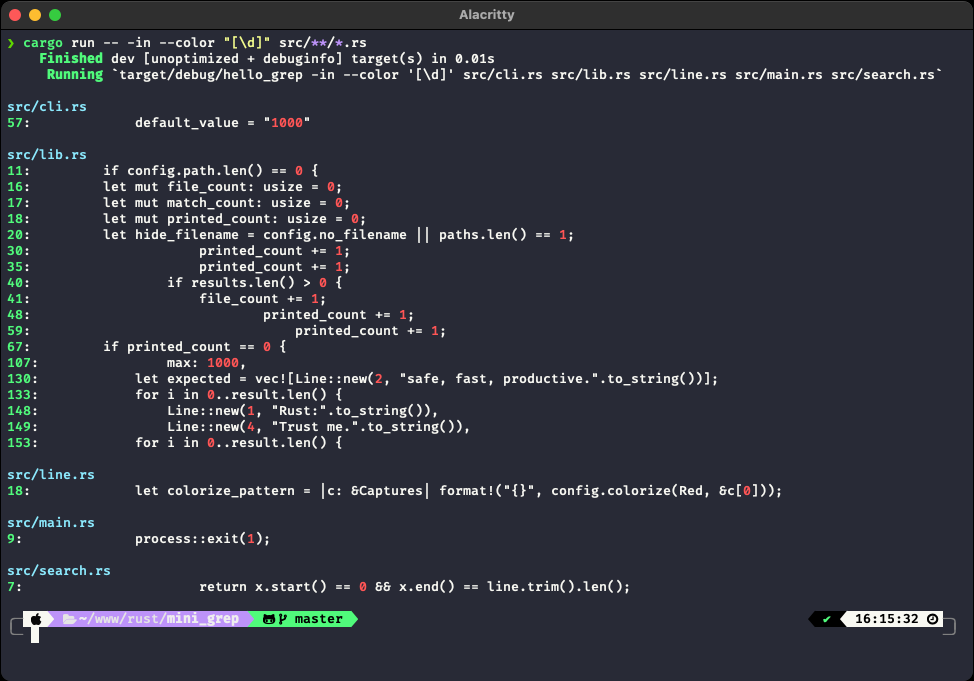 Alacritty
❯ cargo run -- -in --color "[\d]" src/**/*.rs
    Finished dev [unoptimized + debuginfo] target(s) in 0.01s
     Running `target/debug/hello_grep -in --color '[\d]' src/cli.rs src/lib.rs src/line.rs src/main.rs src/search.rs`
src/cli.rs
57:             default_value = "1000"
src/lib.rs
11:         if config.path.len() == 0 {
16:         let mut file_count: usize = 0;
17:         let mut match_count: usize = 0;
18:         let mut printed_count: usize = 0;
20:         let hide_filename = config.no_filename || paths.len() == 1;
30:                     printed_count += 1;
35:                     printed_count += 1;
40:                 if results.len() > 0 {
41:                     file_count += 1;
48:                             printed_count += 1;
59:                                 printed_count += 1;
67:         if printed_count == 0 {
107:                max: 1000,
130:            let expected = vec![Line::new(2, "safe, fast, productive.".to_string())];
133:            for i in 0..result.len() {
148:                Line::new(1, "Rust:".to_string()),
149:                Line::new(4, "Trust me.".to_string()),
153:            for i in 0..result.len() {
src/line.rs
18:             let colorize_pattern = |c: &Captures| format!("{}", config.colorize(Red, &c[0]));
src/main.rs
9:              process::exit(1);
src/search.rs
7:                      return x.start() == 0 && x.end() == line.trim().len();
~/www/rust/mini_grep master ✔ 16:15:32